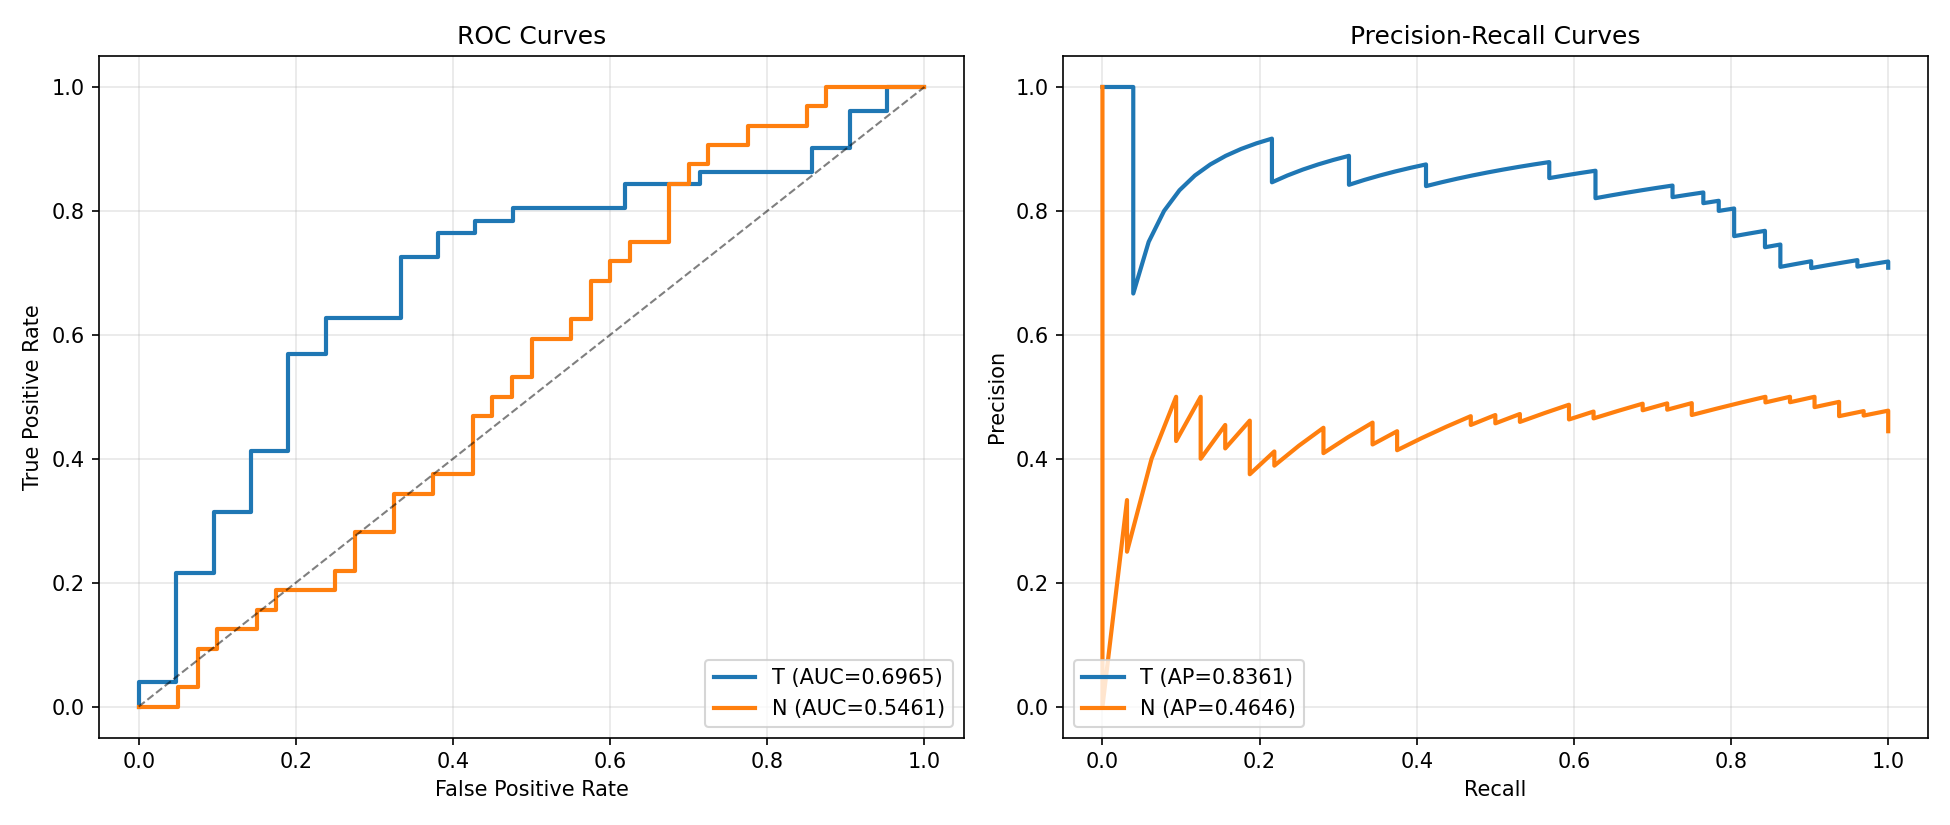 ROC Curves
True Positive Rate
1.0
0.8
0.6
0.4
0.2
0.0
0.0 0.2 0.4 0.6 0.8 1.0
False Positive Rate
T (AUC=0.6965)
N (AUC=0.5461)
Precision-Recall Curves
Precision
1.0
0.8
0.6
0.4
0.2
0.0
0.0 0.2 0.4 0.6 0.8 1.0
Recall
T (AP=0.8361)
N (AP=0.4646)